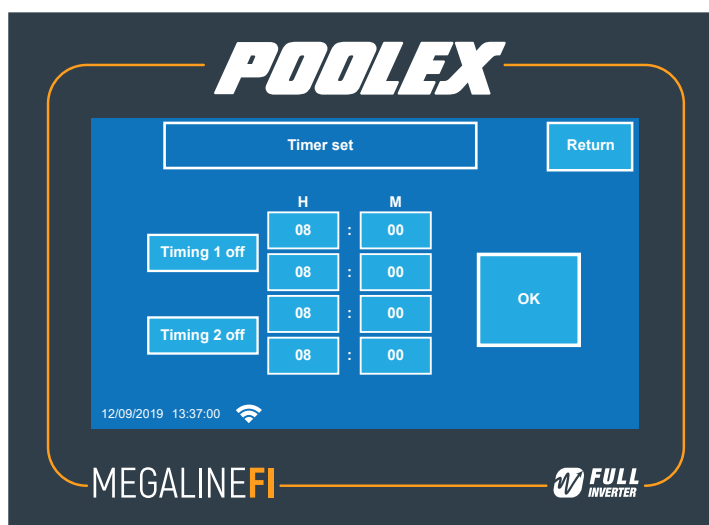 POOLEX
Timer set
Return
H M
08 : 00
Timing 1 off
08 : 00
08 : 00
Timing 2 off
08 : 00
OK
12/09/2019 13:37:00
MEGALINEFI
FULL
INVERTER